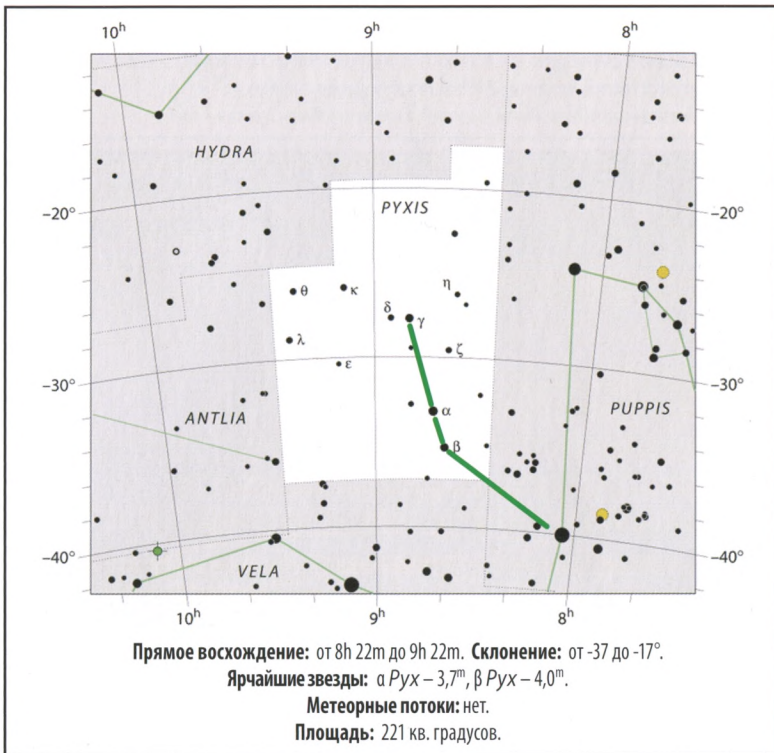 10h 9h 8h
HYDRA
–20° PYXIS –20°
η
θ κ
δ γ
λ ε ζ
–30° –30°
α
ANTLIA PUPPIS
β
–40° –40°
VELA
10h 9h 8h
Прямое восхождение: от 8h 22m до 9h 22m. Склонение: от -37 до -17°.
Ярчайшие звезды: α Pyx – 3,7ᵐ, β Pyx – 4,0ᵐ.
Метеорные потоки: нет.
Площадь: 221 кв. градусов.